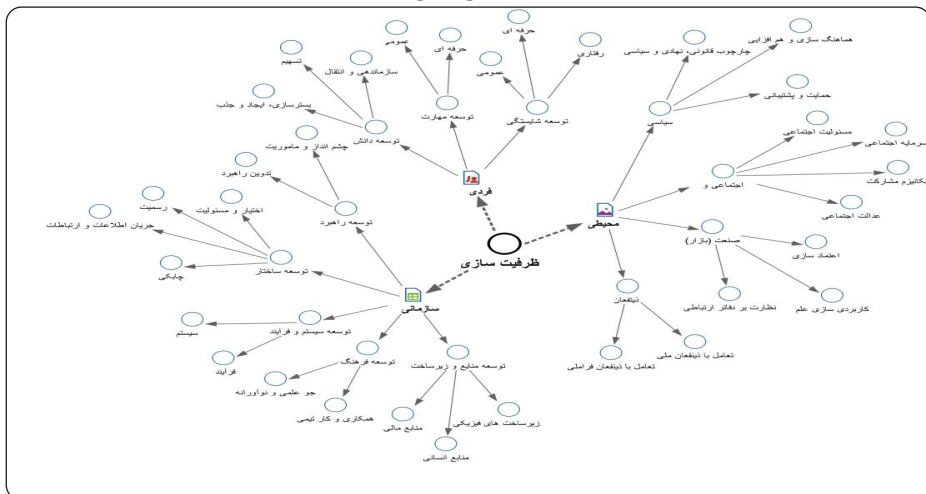 حرفه ای
هماهنگ سازی و هم افزایی
عمومی
حرفه ای
رفتاری
چارچوب قانونی، نهادی و سیاسی
تسهیم
سازماندهی و انتقال
عمومی
حمایت و پشتیبانی
بسترسازی، ایجاد و جذب
توسعه مهارت
توسعه شایستگی
سیاسی
توسعه دانش
مسئولیت اجتماعی
سرمایه اجتماعی
چشم انداز و ماموریت
تدوین راهبرد
فردی
اجتماعی و
مکانیزم مشارکت
رسمیت
اختیار و مسئولیت
توسعه راهبرد
محیطی
عدالت اجتماعی
جریان اطلاعات و ارتباطات
صنعت (بازار)
اعتماد سازی
ظرفیت سازی
چابکی
توسعه ساختار
ذینفعان
نظارت بر دفاتر ارتباطی
کاربردی سازی علم
سازمانی
سیستم
توسعه سیستم و فرآیند
تعامل با ذینفعان ملی
تعامل با ذینفعان فراملی
فرآیند
توسعه فرهنگ
توسعه منابع و زیرساخت
جو علمی و نوآورانه
همکاری و کار تیمی
منابع مالی
زیرساخت های فیزیکی
منابع انسانی